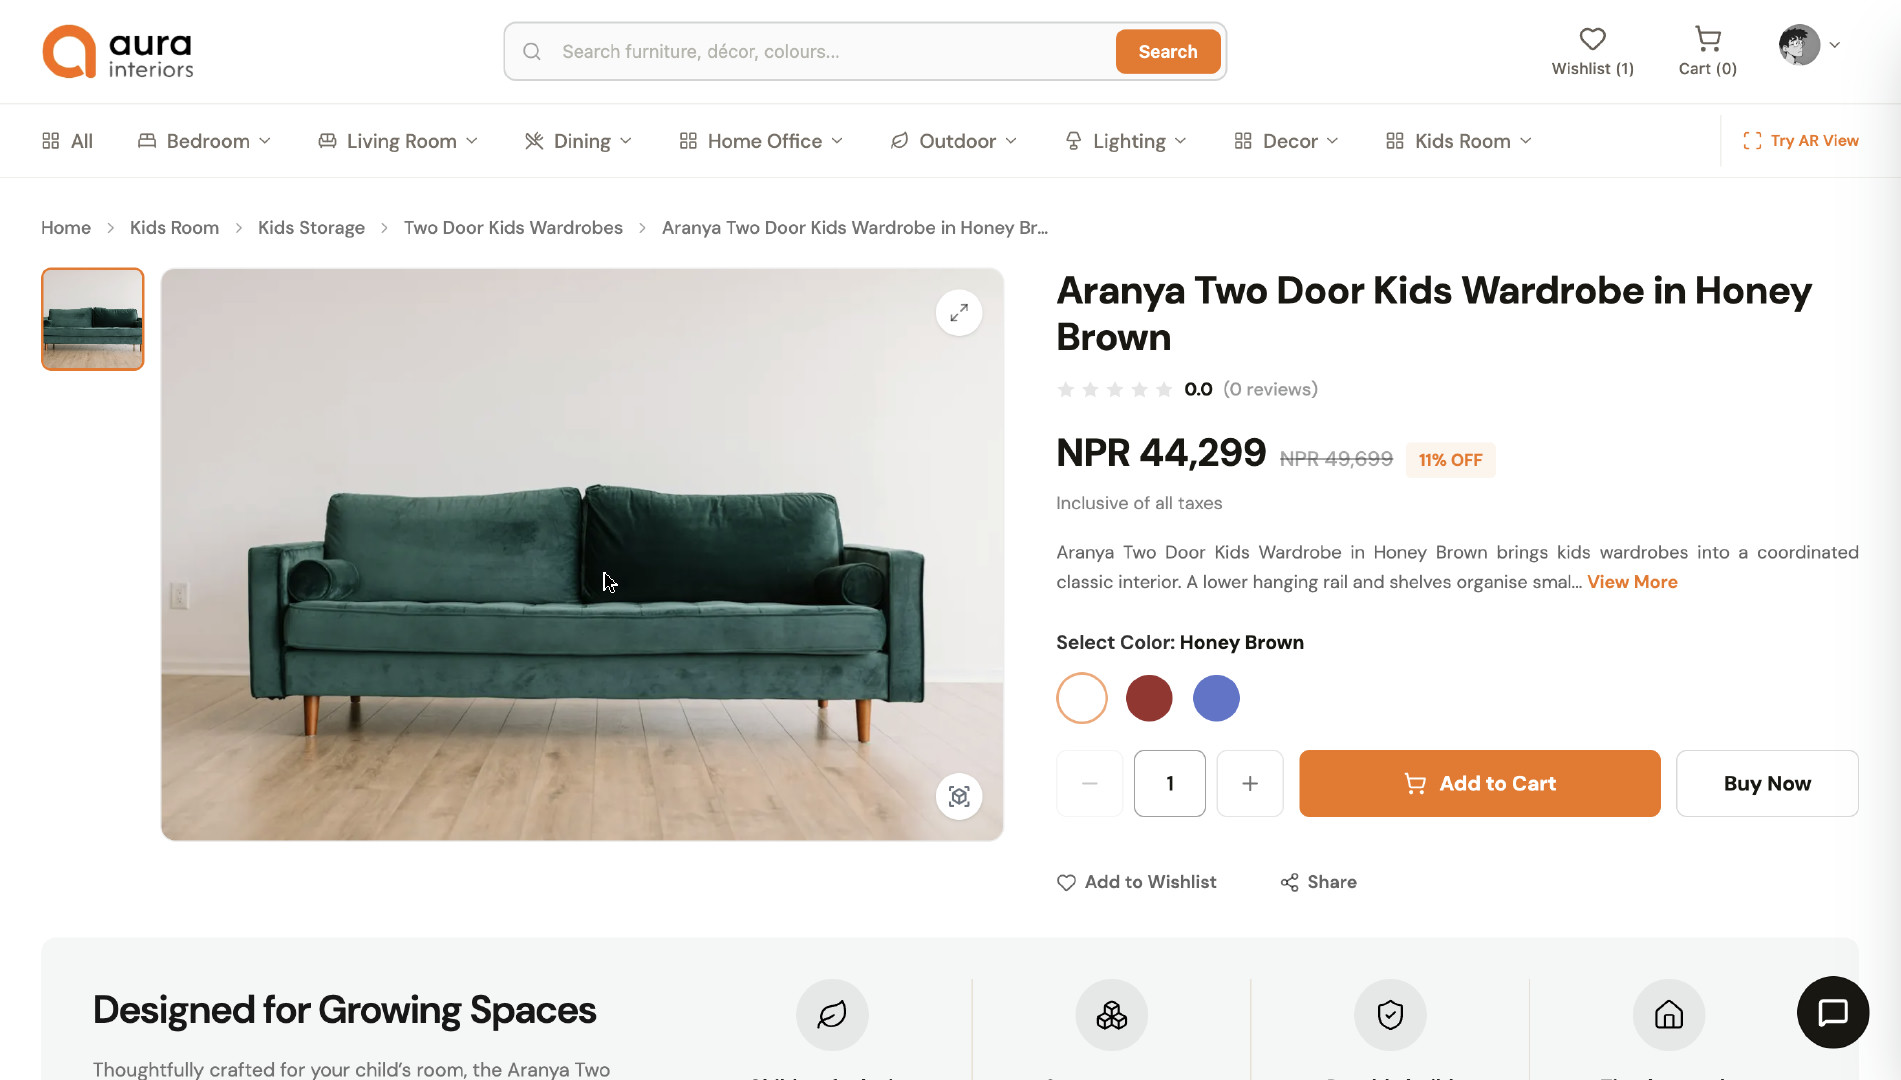 aura
interiors
Search furniture, décor, colours...
Search
Wishlist (1)
Cart (0)
All
Bedroom
Living Room
Dining
Home Office
Outdoor
Lighting
Decor
Kids Room
Try AR View
Home > Kids Room > Kids Storage > Two Door Kids Wardrobes > Aranya Two Door Kids Wardrobe in Honey Br...
Aranya Two Door Kids Wardrobe in Honey
Brown
0.0 (0 reviews)
NPR 44,299 NPR 49,699 11% OFF
Inclusive of all taxes
Aranya Two Door Kids Wardrobe in Honey Brown brings kids wardrobes into a coordinated
classic interior. A lower hanging rail and shelves organise smal... View More
Select Color: Honey Brown
1
Add to Cart
Buy Now
Add to Wishlist
Share
Designed for Growing Spaces
Thoughtfully crafted for your child's room, the Aranya Two